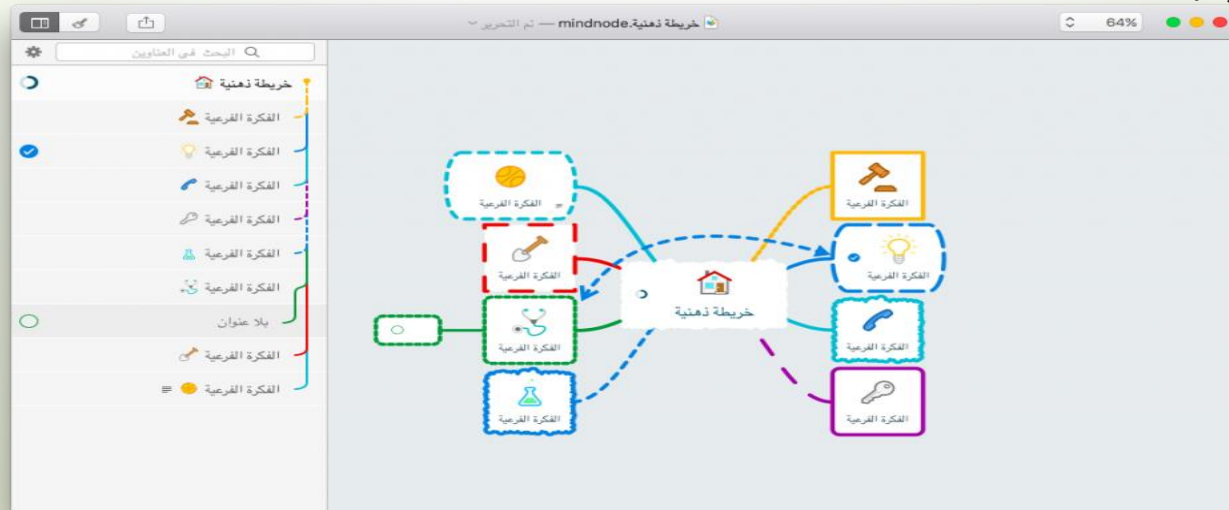 خريطة ذهنية.mindnode — تم التحرير
64%
البحث في العناوين
خريطة ذهنية
الفكرة الفرعية
الفكرة الفرعية
الفكرة الفرعية
الفكرة الفرعية
الفكرة الفرعية
الفكرة الفرعية
بلا عنوان
الفكرة الفرعية
الفكرة الفرعية
الفكرة الفرعية
الفكرة الفرعية
الفكرة الفرعية
الفكرة الفرعية
خريطة ذهنية
الفكرة الفرعية
الفكرة الفرعية
الفكرة الفرعية
الفكرة الفرعية